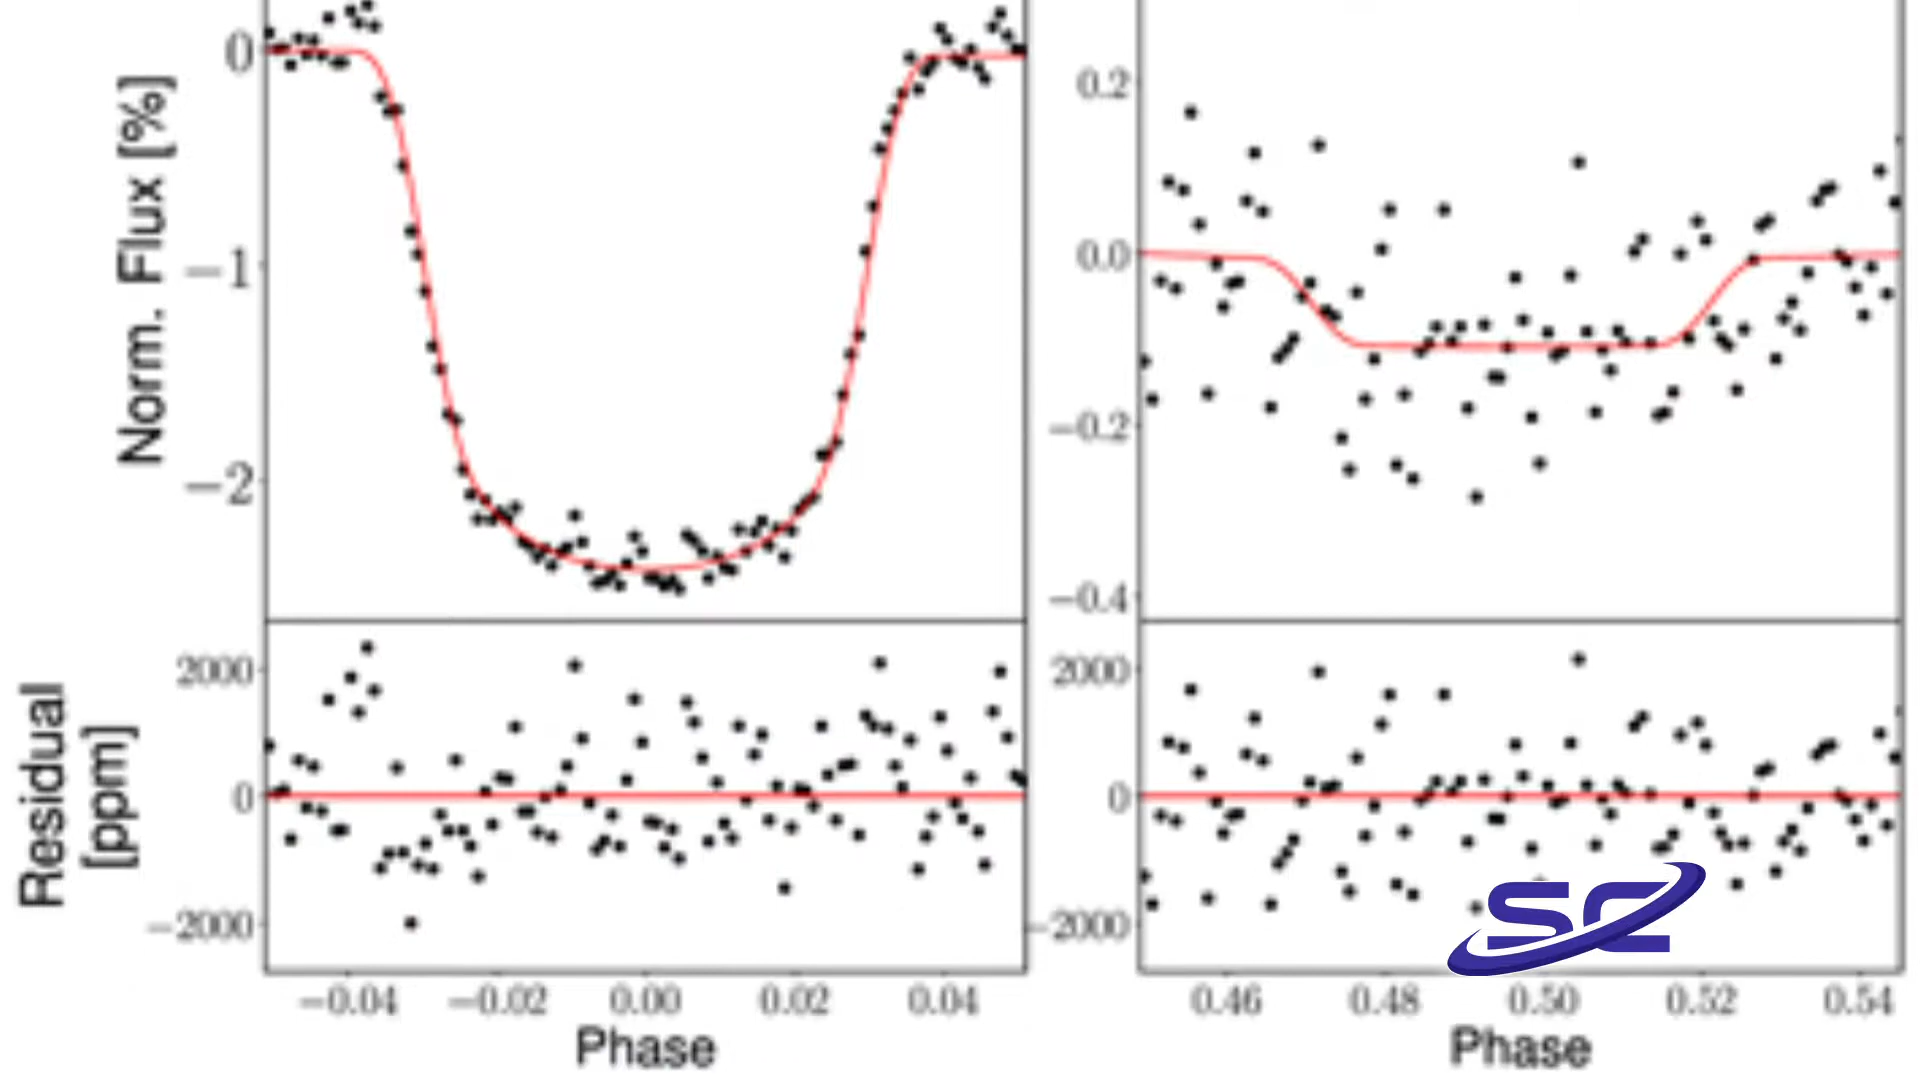 Norm. Flux [%]
0
−1
−2
0.2
0.0
−0.2
−0.4
Residual
[ppm]
2000
0
−2000
2000
0
−2000
−0.04 −0.02 0.00 0.02 0.04
0.46 0.48 0.50 0.52 0.54
Phase
Phase
SC